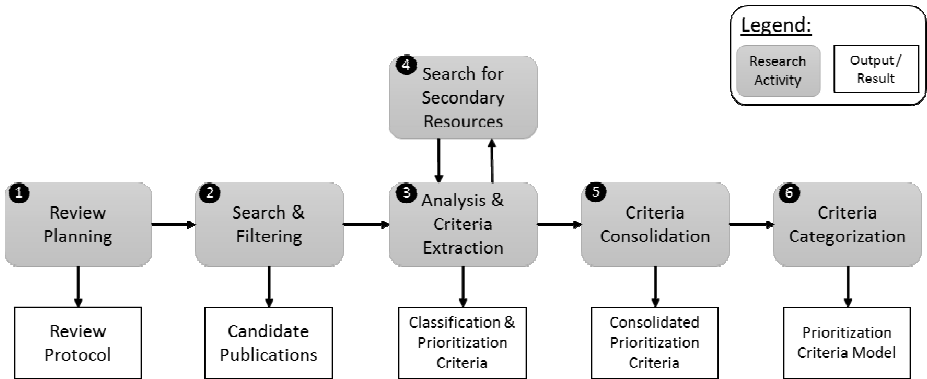 Legend:
Research
Activity
Output /
Result
4
Search for
Secondary
Resources
1
Review
Planning
2
Search &
Filtering
3
Analysis &
Criteria
Extraction
5
Criteria
Consolidation
6
Criteria
Categorization
Review
Protocol
Candidate
Publications
Classification &
Prioritization
Criteria
Consolidated
Prioritization
Criteria
Prioritization
Criteria Model